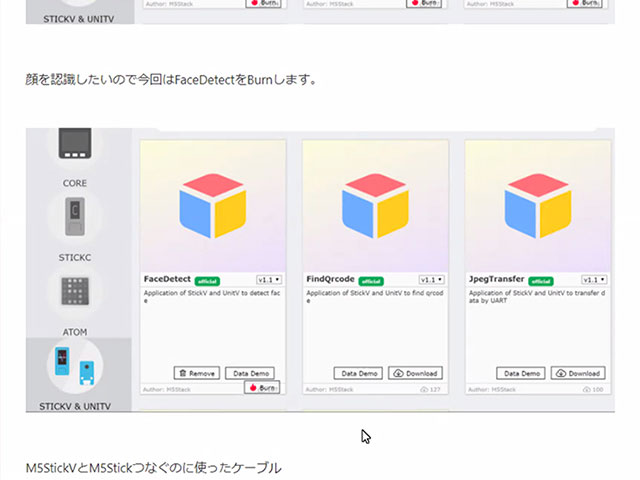 Author: M5Stack Burn Burn Burn
STICKV & UNITV
顔を認識したいので今回はFaceDetectをBurnします。
CORE
STICKC
ATOM
STICKV & UNITV
FaceDetect official v1.1
Application of StickV and UnitV to detect fac
e
Remove Data Demo
Author: M5Stack Burn
FindQrcode official v1.1
Application of StickV and UnitV to find qrcod
e
Data Demo Download
Author: M5Stack 127
JpegTransfer official v1.1
Application of StickV and UnitV to transfer d
ata by UART
Data Demo Download
Author: M5Stack 100
M5StickVとM5Stickつなぐのに使ったケーブル